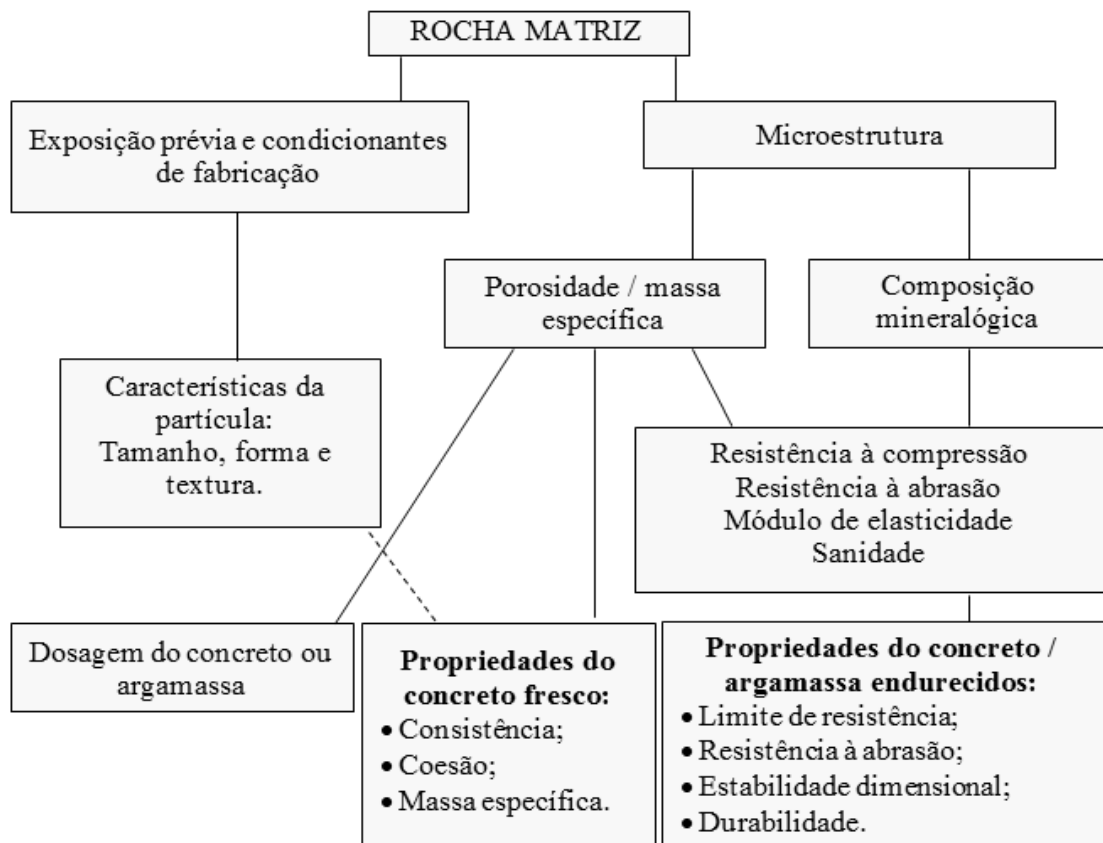 ROCHA MATRIZ
Exposição prévia e condicionantes
de fabricação
Microestrutura
Porosidade / massa
específica
Composição
mineralógica
Características da
partícula:
Tamanho, forma e
textura.
Resistência à compressão
Resistência à abrasão
Módulo de elasticidade
Sanidade
Dosagem do concreto ou
argamassa
Propriedades do
concreto fresco:
• Consistência;
• Coesão;
• Massa específica.
Propriedades do concreto /
argamassa endurecidos:
• Limite de resistência;
• Resistência à abrasão;
• Estabilidade dimensional;
• Durabilidade.